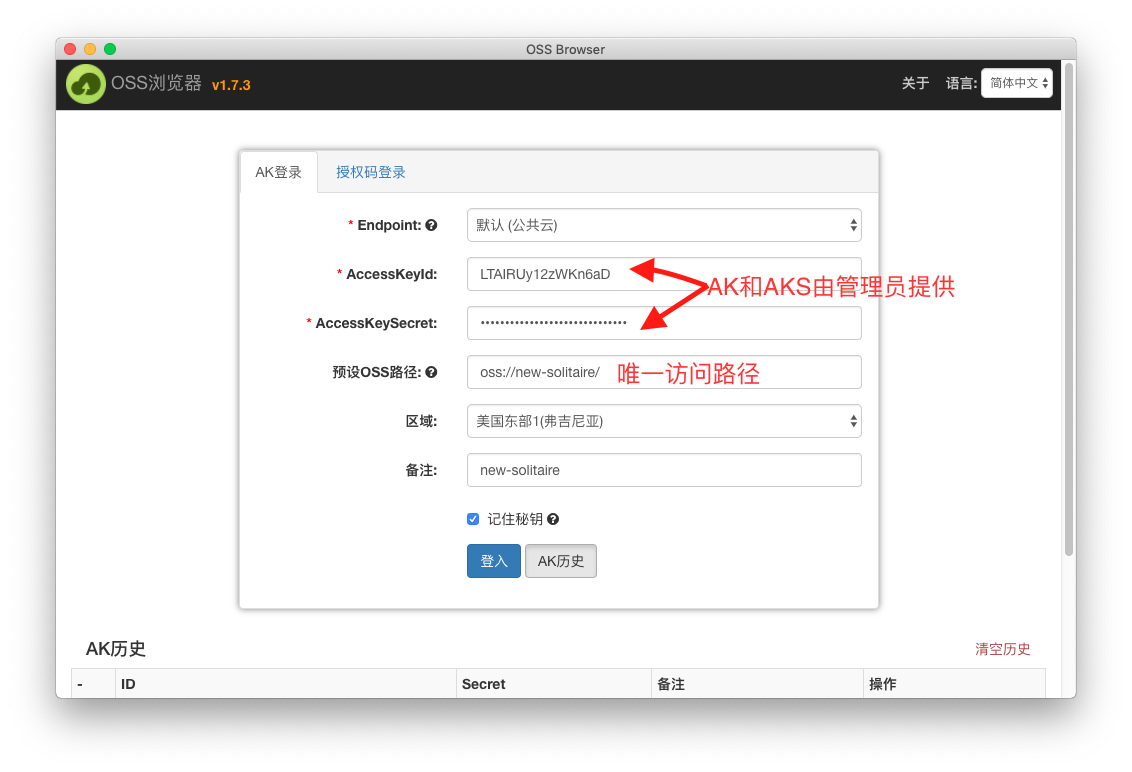 OSS Browser
OSS浏览器 v1.7.3 关于 语言: 简体中文
AK登录 授权码登录
* Endpoint: 默认 (公共云)
* AccessKeyId: LTAIRUy12zWKn6aD
AK和AKS由管理员提供
* AccessKeySecret: ••••••••••••••••••••••••••••••
预设OSS路径: oss://new-solitaire/ 唯一访问路径
区域: 美国东部1(弗吉尼亚)
备注: new-solitaire
记住秘钥
登入 AK历史
AK历史 清空历史
- ID Secret 备注 操作